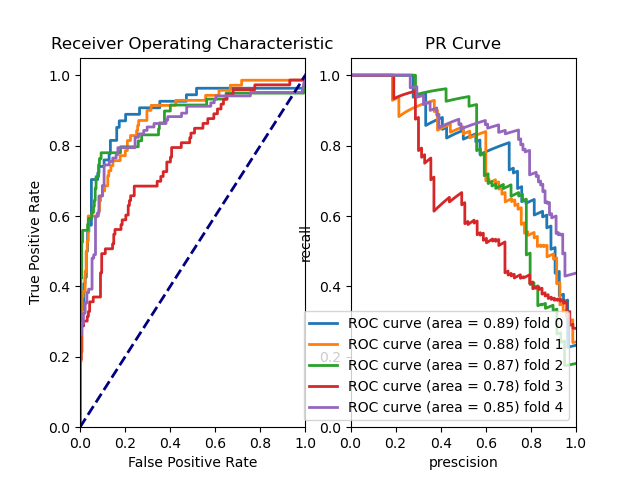 Receiver Operating Characteristic
PR Curve
1.0
0.8
0.6
0.4
0.2
0.0
True Positive Rate
0.0 0.2 0.4 0.6 0.8 1.0
False Positive Rate
1.0
0.8
0.6
0.4
0.2
0.0
recall
0.0 0.2 0.4 0.6 0.8 1.0
prescision
ROC curve (area = 0.89) fold 0
ROC curve (area = 0.88) fold 1
ROC curve (area = 0.87) fold 2
ROC curve (area = 0.78) fold 3
ROC curve (area = 0.85) fold 4